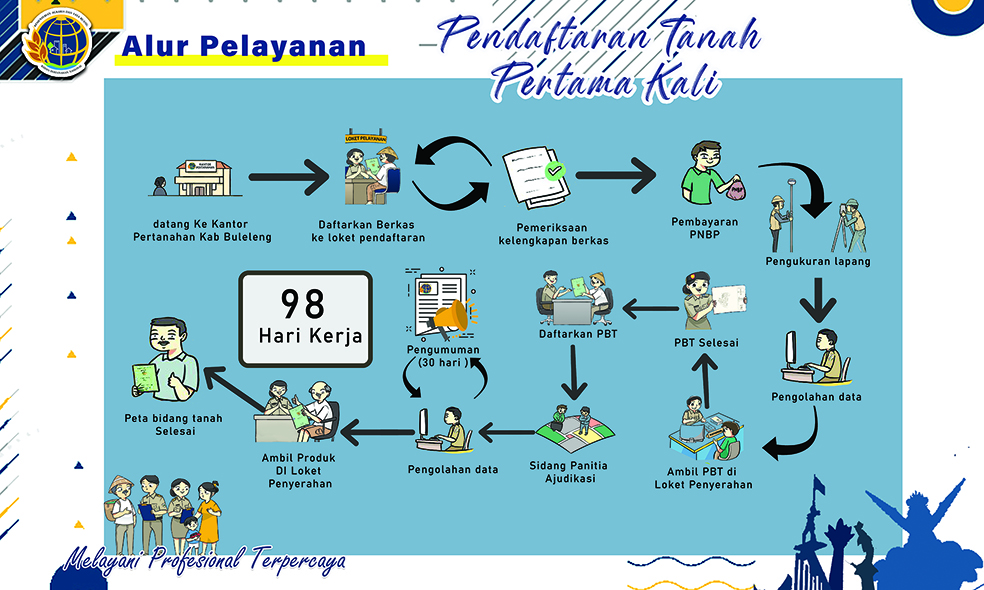 Alur Pelayanan
Pendaftaran Tanah
Pertama Kali
LOKET PELAYANAN
KANTOR
PERTANAHAN
datang Ke Kantor
Pertanahan Kab Buleleng
Daftarkan Berkas
ke loket pendaftaran
Pemeriksaan
kelengkapan berkas
PNBP
Pembayaran
PNBP
Pengukuran lapang
Pengolahan data
Ambil PBT di
Loket Penyerahan
PBT Selesai
Daftarkan PBT
Sidang Panitia
Ajudikasi
Pengolahan data
Pengumuman
(30 hari )
Ambil Produk
DI Loket
Penyerahan
Peta bidang tanah
Selesai
98
Hari Kerja
Melayani Profesional Terpercaya